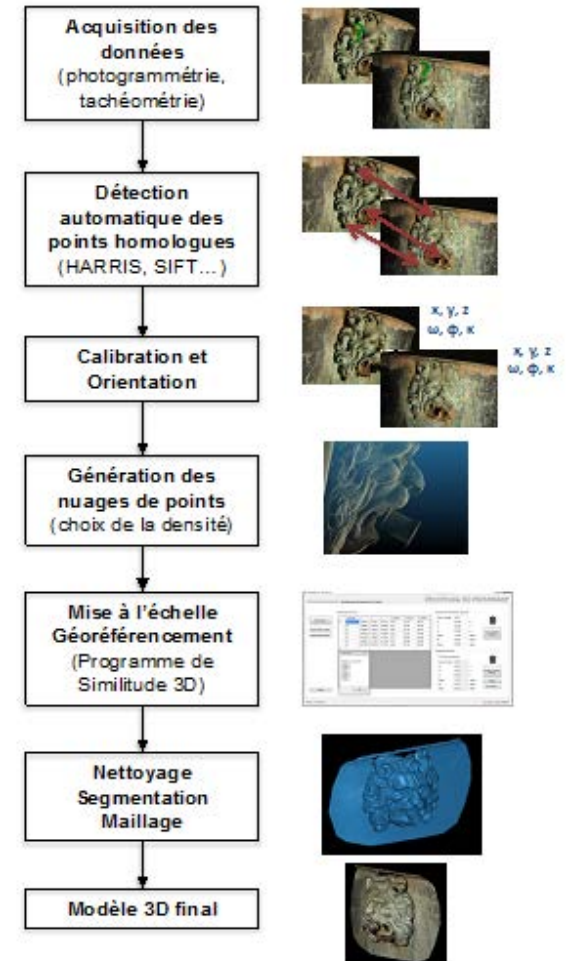 Acquisition des
données
(photogrammétrie,
tachéométrie)
Détection
automatique des
points homologues
(HARRIS, SIFT…)
x, y, z
ω, φ, κ
x, y, z
ω, φ, κ
Calibration et
Orientation
Génération des
nuages de points
(choix de la densité)
Mise à l'échelle
Géoréférencement
(Programme de
Similitude 3D)
Nettoyage
Segmentation
Maillage
Modèle 3D final